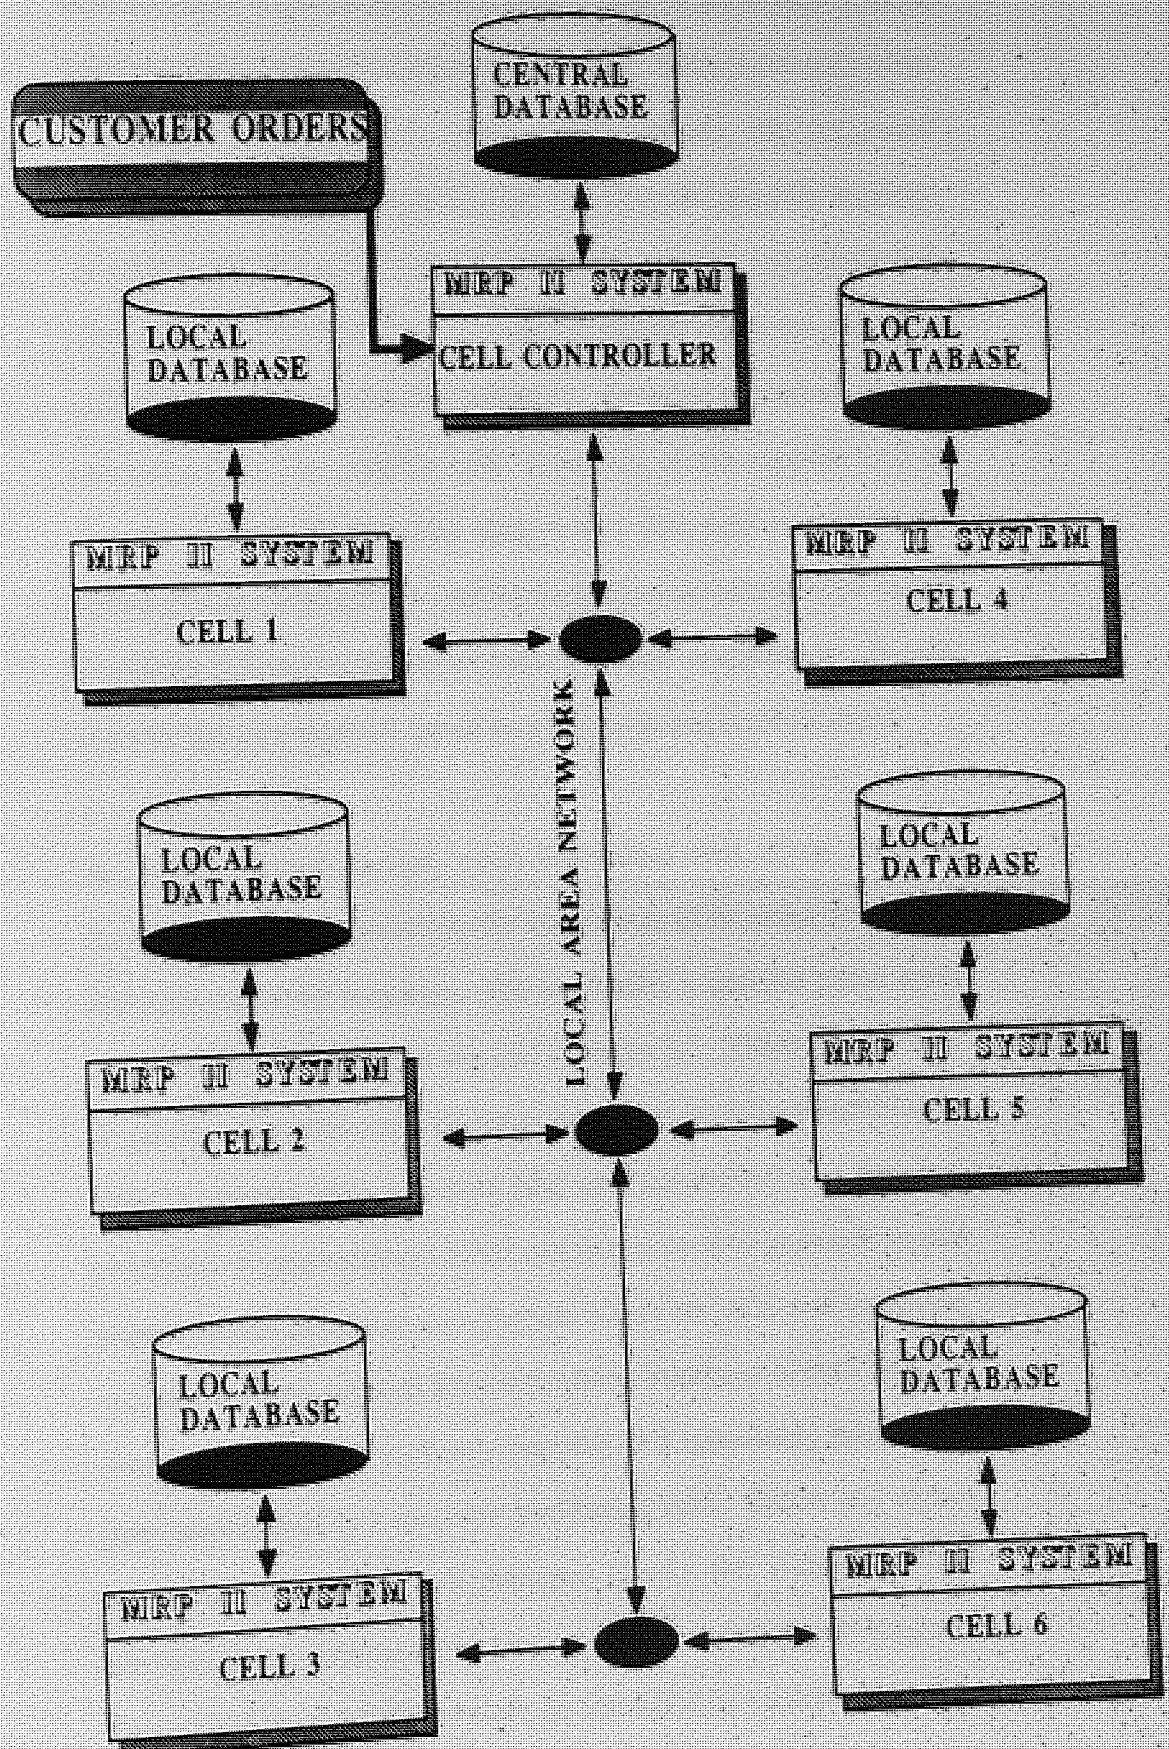 CENTRAL
DATABASE
CUSTOMER ORDERS
MRP II SYSTEM
CELL CONTROLLER
LOCAL
DATABASE
LOCAL
DATABASE
MRP II SYSTEM
CELL 1
MRP II SYSTEM
CELL 4
LOCAL AREA NETWORK
LOCAL
DATABASE
LOCAL
DATABASE
MRP II SYSTEM
CELL 2
MRP II SYSTEM
CELL 5
LOCAL
DATABASE
LOCAL
DATABASE
MRP II SYSTEM
CELL 3
MRP II SYSTEM
CELL 6